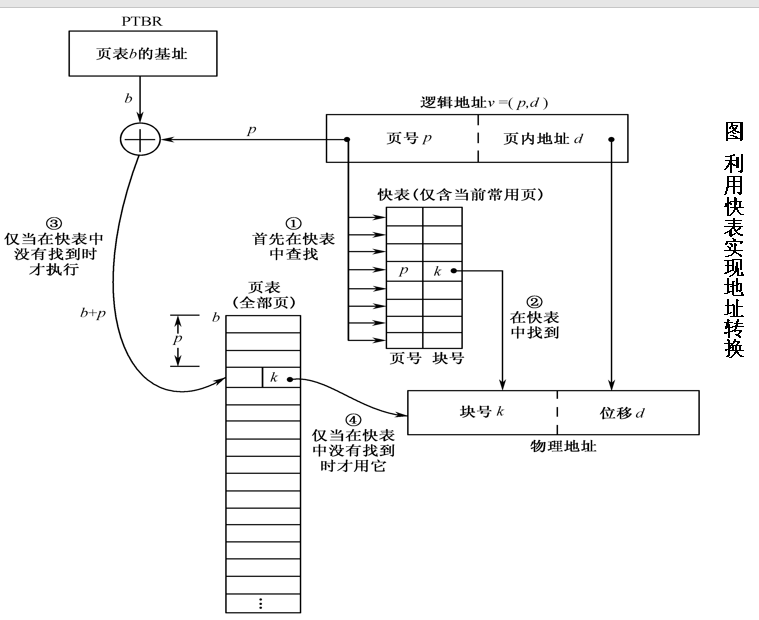 PTBR
页表b的基址
b
逻辑地址v =( p,d )
p
页号 p
页内地址 d
快表(仅含当前常用页)
①
首先在快表
中查找
③
仅当在快表中
没有找到时
才执行
p
k
②
在快表
中找到
页表
(全部页)
b
b+p
p
页号
块号
k
④
仅当在快表
中没有找到
时才用它
块号 k
位移 d
物理地址
⋮
图 利用快表实现地址转换